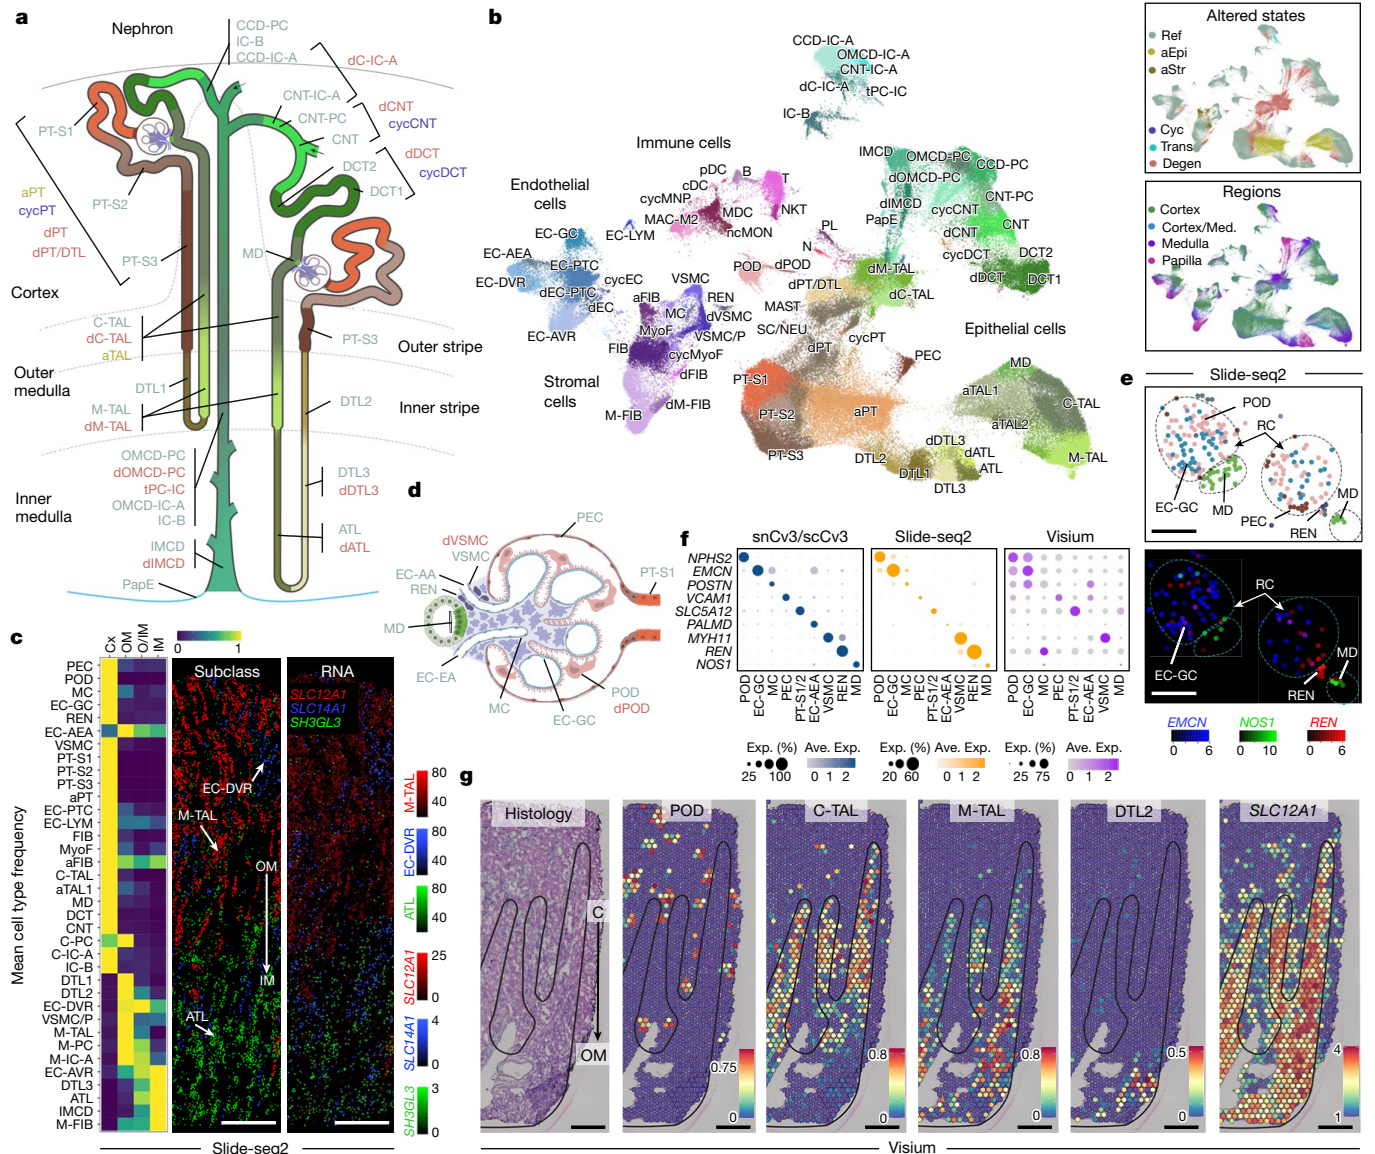 a
Nephron
CCD-PC
IC-B
CCD-IC-A
dC-IC-A
CNT-IC-A
CNT-PC
CNT
dCNT
cycCNT
dDCT
cycDCT
DCT2
DCT1
PT-S1
PT-S2
aPT
cycPT
dPT
dPT/DTL
PT-S3
MD
Cortex
C-TAL
dC-TAL
aTAL
PT-S3
Outer stripe
Outer
medulla
DTL1
M-TAL
dM-TAL
DTL2
Inner stripe
OMCD-PC
dOMCD-PC
tPC-IC
OMCD-IC-A
IC-B
Inner
medulla
DTL3
dDTL3
IMCD
dIMCD
ATL
dATL
PapE
b
CCD-IC-A
OMCD-IC-A
CNT-IC-A
dC-IC-A
tPC-IC
IC-B
Immune cells
pDC
B
T
cDC
cycMNP
MDC
NKT
MAC-M2
ncMON
Endothelial
cells
EC-GC
EC-LYM
EC-AEA
EC-PTC
EC-DVR
cycEC
dEC-PTC
dEC
EC-AVR
IMCD
OMCD-PC
CCD-PC
dOMCD-PC
dIMCD
CNT-PC
cycCNT
PapE
CNT
dCNT
DCT2
cycDCT
dDCT
DCT1
PL
N
POD
dPOD
dM-TAL
dPT/DTL
dC-TAL
VSMC
REN
aFIB
MC
dVSMC
MyoF
VSMC/P
FIB
cycMyoF
dFIB
Stromal
cells
dM-FIB
M-FIB
MAST
SC/NEU
cycPT
dPT
PEC
PT-S1
PT-S2
aPT
PT-S3
Epithelial cells
MD
aTAL1
C-TAL
aTAL2
dDTL3
dATL
M-TAL
DTL2
DTL1
ATL
DTL3
Altered states
Ref
aEpi
aStr
Cyc
Trans
Degen
Regions
Cortex
Cortex/Med.
Medulla
Papilla
c
0 1
Cx
OM
O/IM
IM
Mean cell type frequency
PEC
POD
MC
EC-GC
REN
EC-AEA
VSMC
PT-S1
PT-S2
PT-S3
aPT
EC-PTC
EC-LYM
FIB
MyoF
aFIB
C-TAL
aTAL1
MD
DCT
CNT
C-PC
C-IC-A
IC-B
DTL1
DTL2
EC-DVR
VSMC/P
M-TAL
M-PC
M-IC-A
EC-AVR
DTL3
ATL
IMCD
M-FIB
Subclass
EC-DVR
M-TAL
OM
IM
ATL
RNA
SLC12A1
SLC14A1
SH3GL3
M-TAL
80
40
EC-DVR
80
40
ATL
80
40
SLC12A1
25
0
SLC14A1
4
0
SH3GL3
3
0
Slide-seq2
d
PEC
dVSMC
VSMC
EC-AA
REN
PT-S1
MD
EC-EA
MC
EC-GC
POD
dPOD
e
Slide-seq2
POD
RC
EC-GC
MD
PEC
REN
MD
RC
EC-GC
MD
REN
EMCN
0 6
NOS1
0 10
REN
0 6
f
snCv3/scCv3
Slide-seq2
Visium
NPHS2
EMCN
POSTN
VCAM1
SLC5A12
PALMD
MYH11
REN
NOS1
POD
EC-GC
MC
PEC
PT-S1/2
EC-AEA
VSMC
REN
MD
POD
EC-GC
MC
PEC
PT-S1/2
EC-AEA
VSMC
REN
MD
POD
EC-GC
MC
PEC
PT-S1/2
EC-AEA
VSMC
REN
MD
Exp. (%)
25 100
Ave. Exp.
0 1 2
Exp. (%)
20 60
Ave. Exp.
0 1 2
Exp. (%)
25 75
Ave. Exp.
0 2
g
Histology
C
OM
POD
0.75
0
C-TAL
0.8
0
M-TAL
0.8
0
DTL2
0.5
0
SLC12A1
4
1
Visium